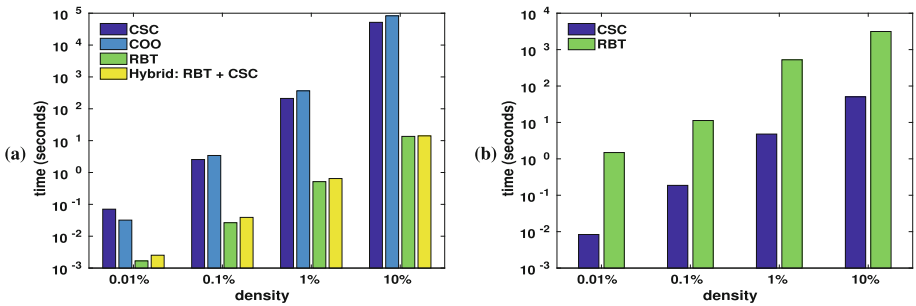 (a)
time (seconds)
10 5
10 4
10 3
10 2
10 1
10 0
10 -1
10 -2
10 -3
CSC
COO
RBT
Hybrid: RBT + CSC
0.01% 0.1% 1% 10%
density
(b)
time (seconds)
10 4
10 3
10 2
10 1
10 0
10 -1
10 -2
10 -3
CSC
RBT
0.01% 0.1% 1% 10%
density